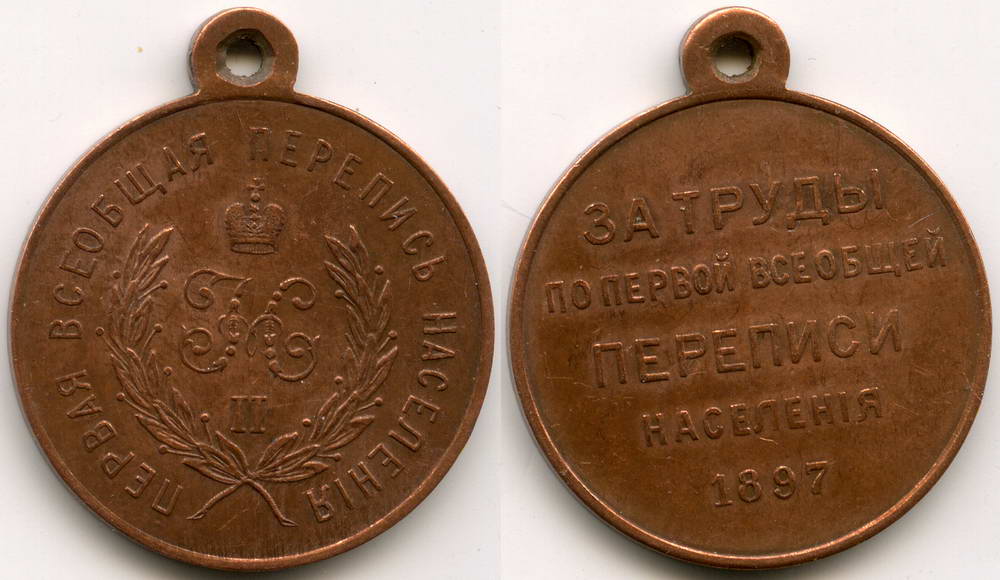 ПЕРВАЯ ВСЕОБЩАЯ ПЕРЕПИСЬ НАСЕЛЕНІЯ
Н
II
ЗА ТРУДЫ
ПО ПЕРВОЙ ВСЕОБЩЕЙ
ПЕРЕПИСИ
НАСЕЛЕНІЯ
1897